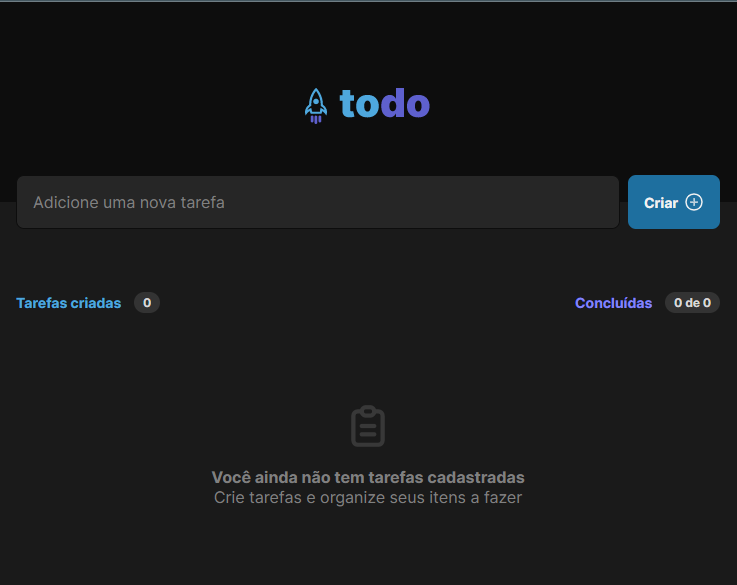 todo
Adicione uma nova tarefa
Criar
Tarefas criadas 0
Concluídas 0 de 0
Você ainda não tem tarefas cadastradas
Crie tarefas e organize seus itens a fazer